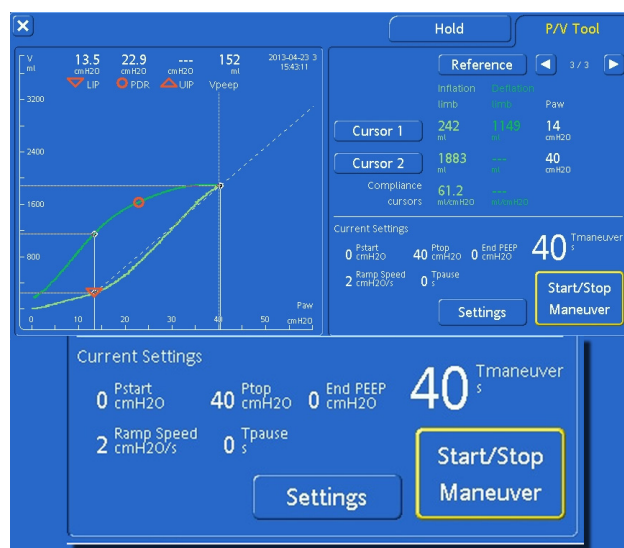 X
Hold
P/V Tool
V
ml
13.5
cmH2O
LIP
22.9
cmH2O
PDR
---
cmH2O
UIP
152
ml
Vpeep
2013-04-23 3
15:43:11
3200
2400
1600
800
0 10 20 30 40 50
Paw
cmH2O
Reference
3 / 3
Inflation limb
Deflation limb
Paw
Cursor 1
242 ml
1149 ml
14 cmH2O
Cursor 2
1883 ml
--- ml
40 cmH2O
Compliance cursors
61.2 ml/cmH2O
--- ml/cmH2O
Current Settings
0 Pstart cmH2O
40 Ptop cmH2O
0 End PEEP cmH2O
40 Tmaneuver s
2 Ramp Speed cmH2O/s
0 Tpause s
Settings
Start/Stop
Maneuver
Current Settings
0 Pstart cmH2O
40 Ptop cmH2O
0 End PEEP cmH2O
40 Tmaneuver s
2 Ramp Speed cmH2O/s
0 Tpause s
Settings
Start/Stop
Maneuver